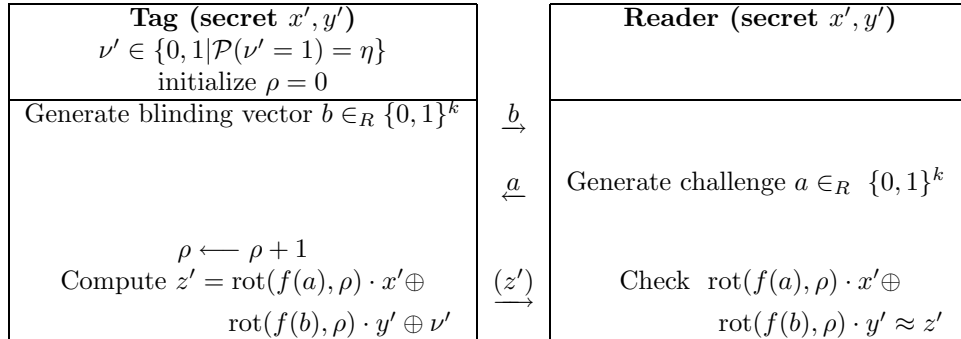 Tag (secret x′, y′)
Reader (secret x′, y′)
ν′ ∈ {0, 1|𝒫(ν′ = 1) = η}
initialize ρ = 0
Generate blinding vector b ∈_R {0, 1}^k
b
→
a
←
Generate challenge a ∈_R {0, 1}^k
ρ ⟵ ρ + 1
Compute z′ = rot(f(a), ρ) · x′⊕
(z′)
⟶
Check rot(f(a), ρ) · x′⊕
rot(f(b), ρ) · y′ ⊕ ν′
rot(f(b), ρ) · y′ ≈ z′